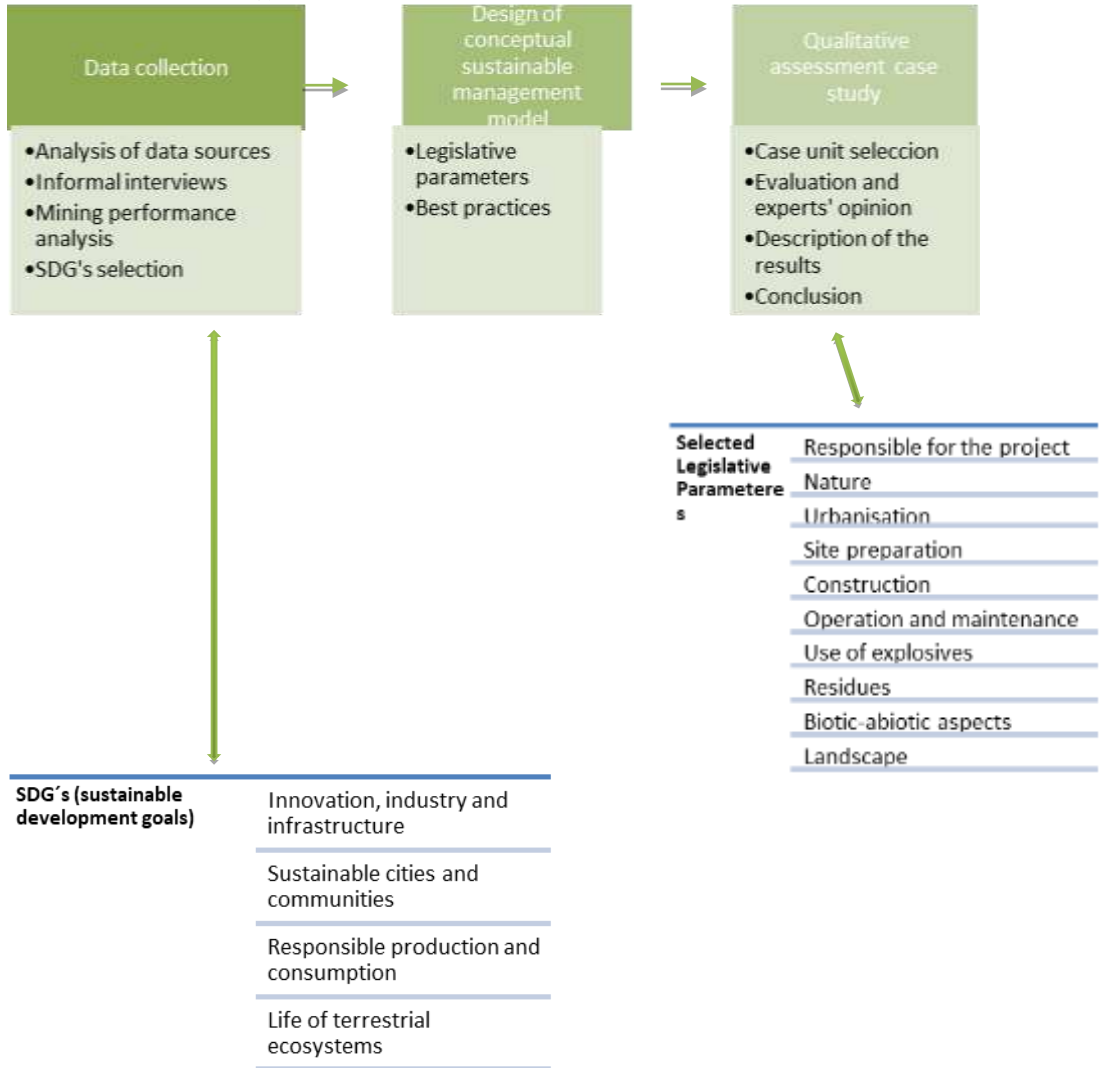 Data collection
•Analysis of data sources
•Informal interviews
•Mining performance
analysis
•SDG's selection
Design of
conceptual
sustainable
management
model
•Legislative
parameters
•Best practices
Qualitative
assessment case
study
•Case unit seleccion
•Evaluation and
experts' opinion
•Description of the
results
•Conclusion
Selected
Legislative
Parametere
s
Responsible for the project
Nature
Urbanisation
Site preparation
Construction
Operation and maintenance
Use of explosives
Residues
Biotic-abiotic aspects
Landscape
SDG´s (sustainable
development goals)
Innovation, industry and
infrastructure
Sustainable cities and
communities
Responsible production and
consumption
Life of terrestrial
ecosystems